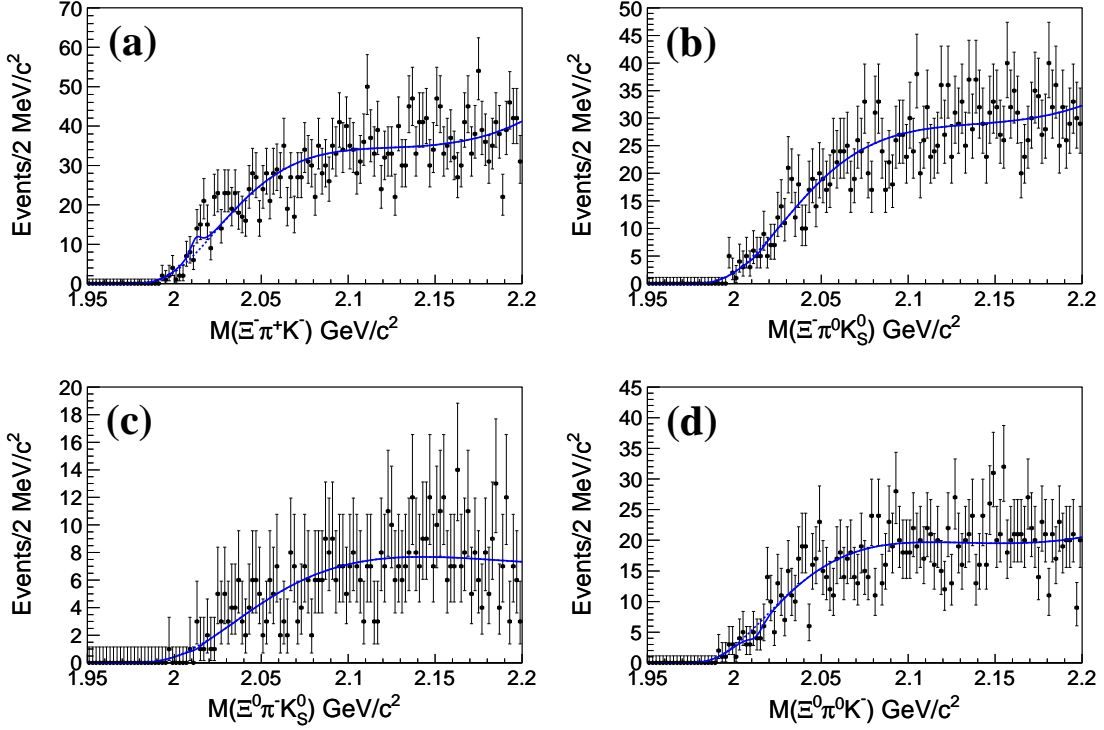 (a)
Events/2 MeV/c²
70
60
50
40
30
20
10
0
1.95 2 2.05 2.1 2.15 2.2
M(Ξ⁻π⁺K⁻) GeV/c²
(b)
Events/2 MeV/c²
50
45
40
35
30
25
20
15
10
5
0
1.95 2 2.05 2.1 2.15 2.2
M(Ξ⁻π⁰K⁰_S) GeV/c²
(c)
Events/2 MeV/c²
20
18
16
14
12
10
8
6
4
2
0
1.95 2 2.05 2.1 2.15 2.2
M(Ξ⁰π⁻K⁰_S) GeV/c²
(d)
Events/2 MeV/c²
45
40
35
30
25
20
15
10
5
0
1.95 2 2.05 2.1 2.15 2.2
M(Ξ⁰π⁰K⁻) GeV/c²